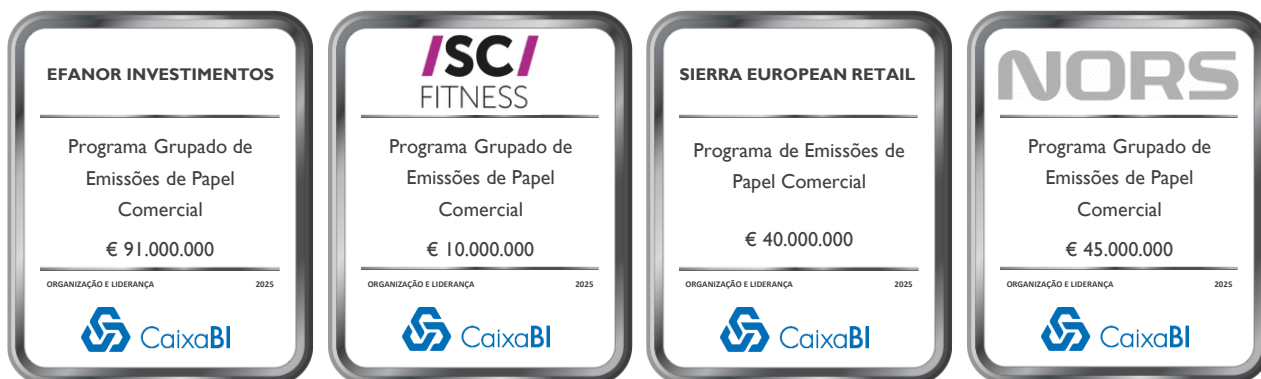 EFANOR INVESTIMENTOS
Programa Grupado de
Emissões de Papel
Comercial
€ 91.000.000
ORGANIZAÇÃO E LIDERANÇA 2025
CaixaBI
/SC/
FITNESS
Programa Grupado de
Emissões de Papel
Comercial
€ 10.000.000
ORGANIZAÇÃO E LIDERANÇA 2025
CaixaBI
SIERRA EUROPEAN RETAIL
Programa de Emissões de
Papel Comercial
€ 40.000.000
ORGANIZAÇÃO E LIDERANÇA 2025
CaixaBI
NORS
Programa Grupado de
Emissões de Papel
Comercial
€ 45.000.000
ORGANIZAÇÃO E LIDERANÇA 2025
CaixaBI